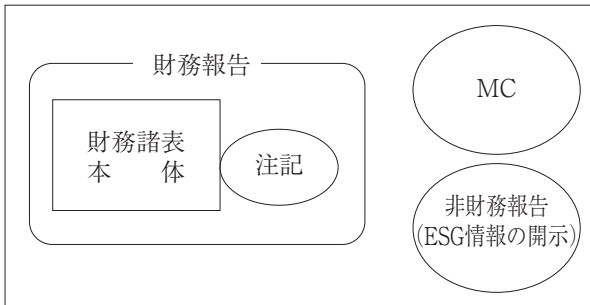 財務報告
財務諸表
本　　体
注記
MC
非財務報告
(ESG情報の開示)